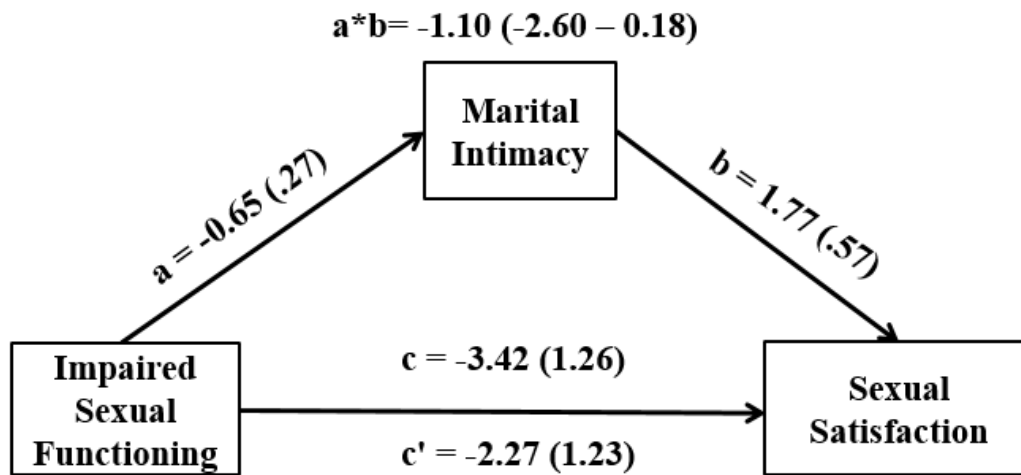 a*b= -1.10 (-2.60 – 0.18)
Marital
Intimacy
a = -0.65 (.27)
b = 1.77 (.57)
Impaired
Sexual
Functioning
c = -3.42 (1.26)
c' = -2.27 (1.23)
Sexual
Satisfaction